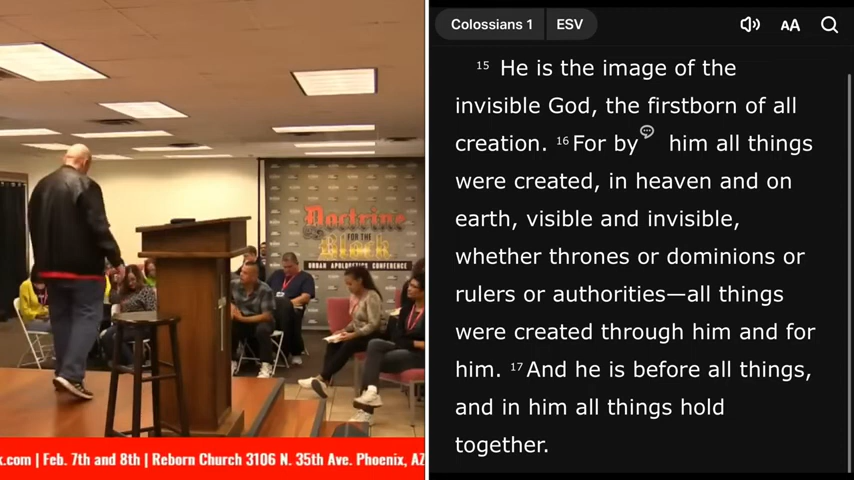 Doctrine
FOR THE
Block
URBAN APOLOGETICS CONFERENCE
k.com | Feb. 7th and 8th | Reborn Church 3106 N. 35th Ave. Phoenix, AZ
Colossians 1 ESV
AA
15 He is the image of the
invisible God, the firstborn of all
creation. 16 For by him all things
were created, in heaven and on
earth, visible and invisible,
whether thrones or dominions or
rulers or authorities—all things
were created through him and for
him. 17 And he is before all things,
and in him all things hold
together.